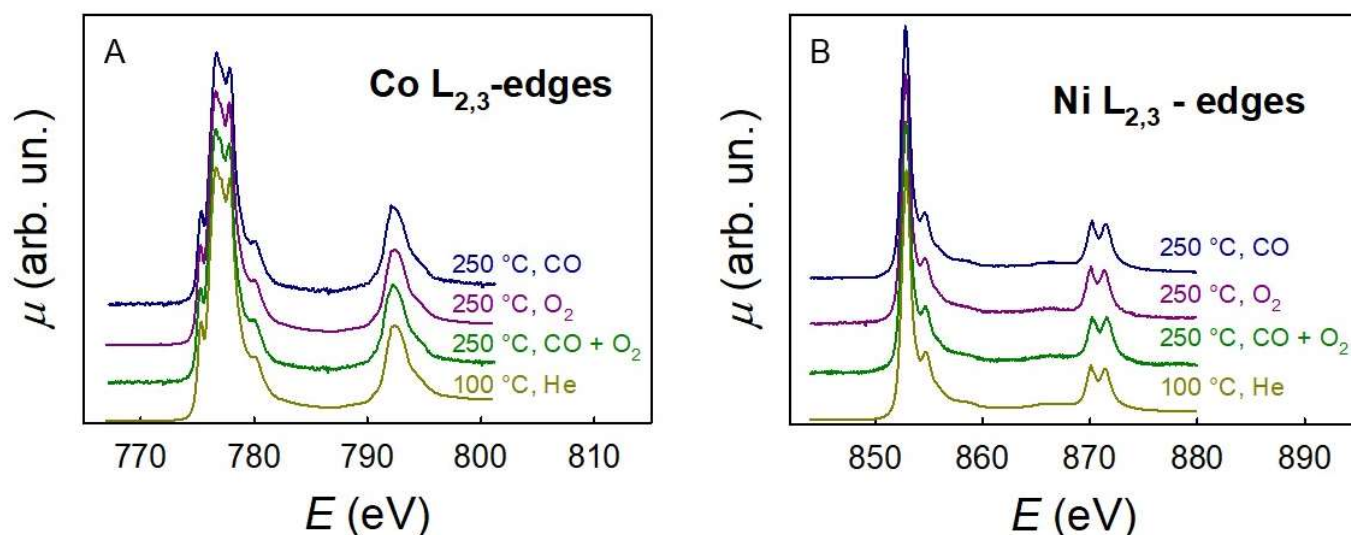 A
Co L₂,₃-edges
μ (arb. un.)
250 °C, CO
250 °C, O₂
250 °C, CO + O₂
100 °C, He
770 780 790 800 810
E (eV)
B
Ni L₂,₃ - edges
μ (arb. un.)
250 °C, CO
250 °C, O₂
250 °C, CO + O₂
100 °C, He
850 860 870 880 890
E (eV)